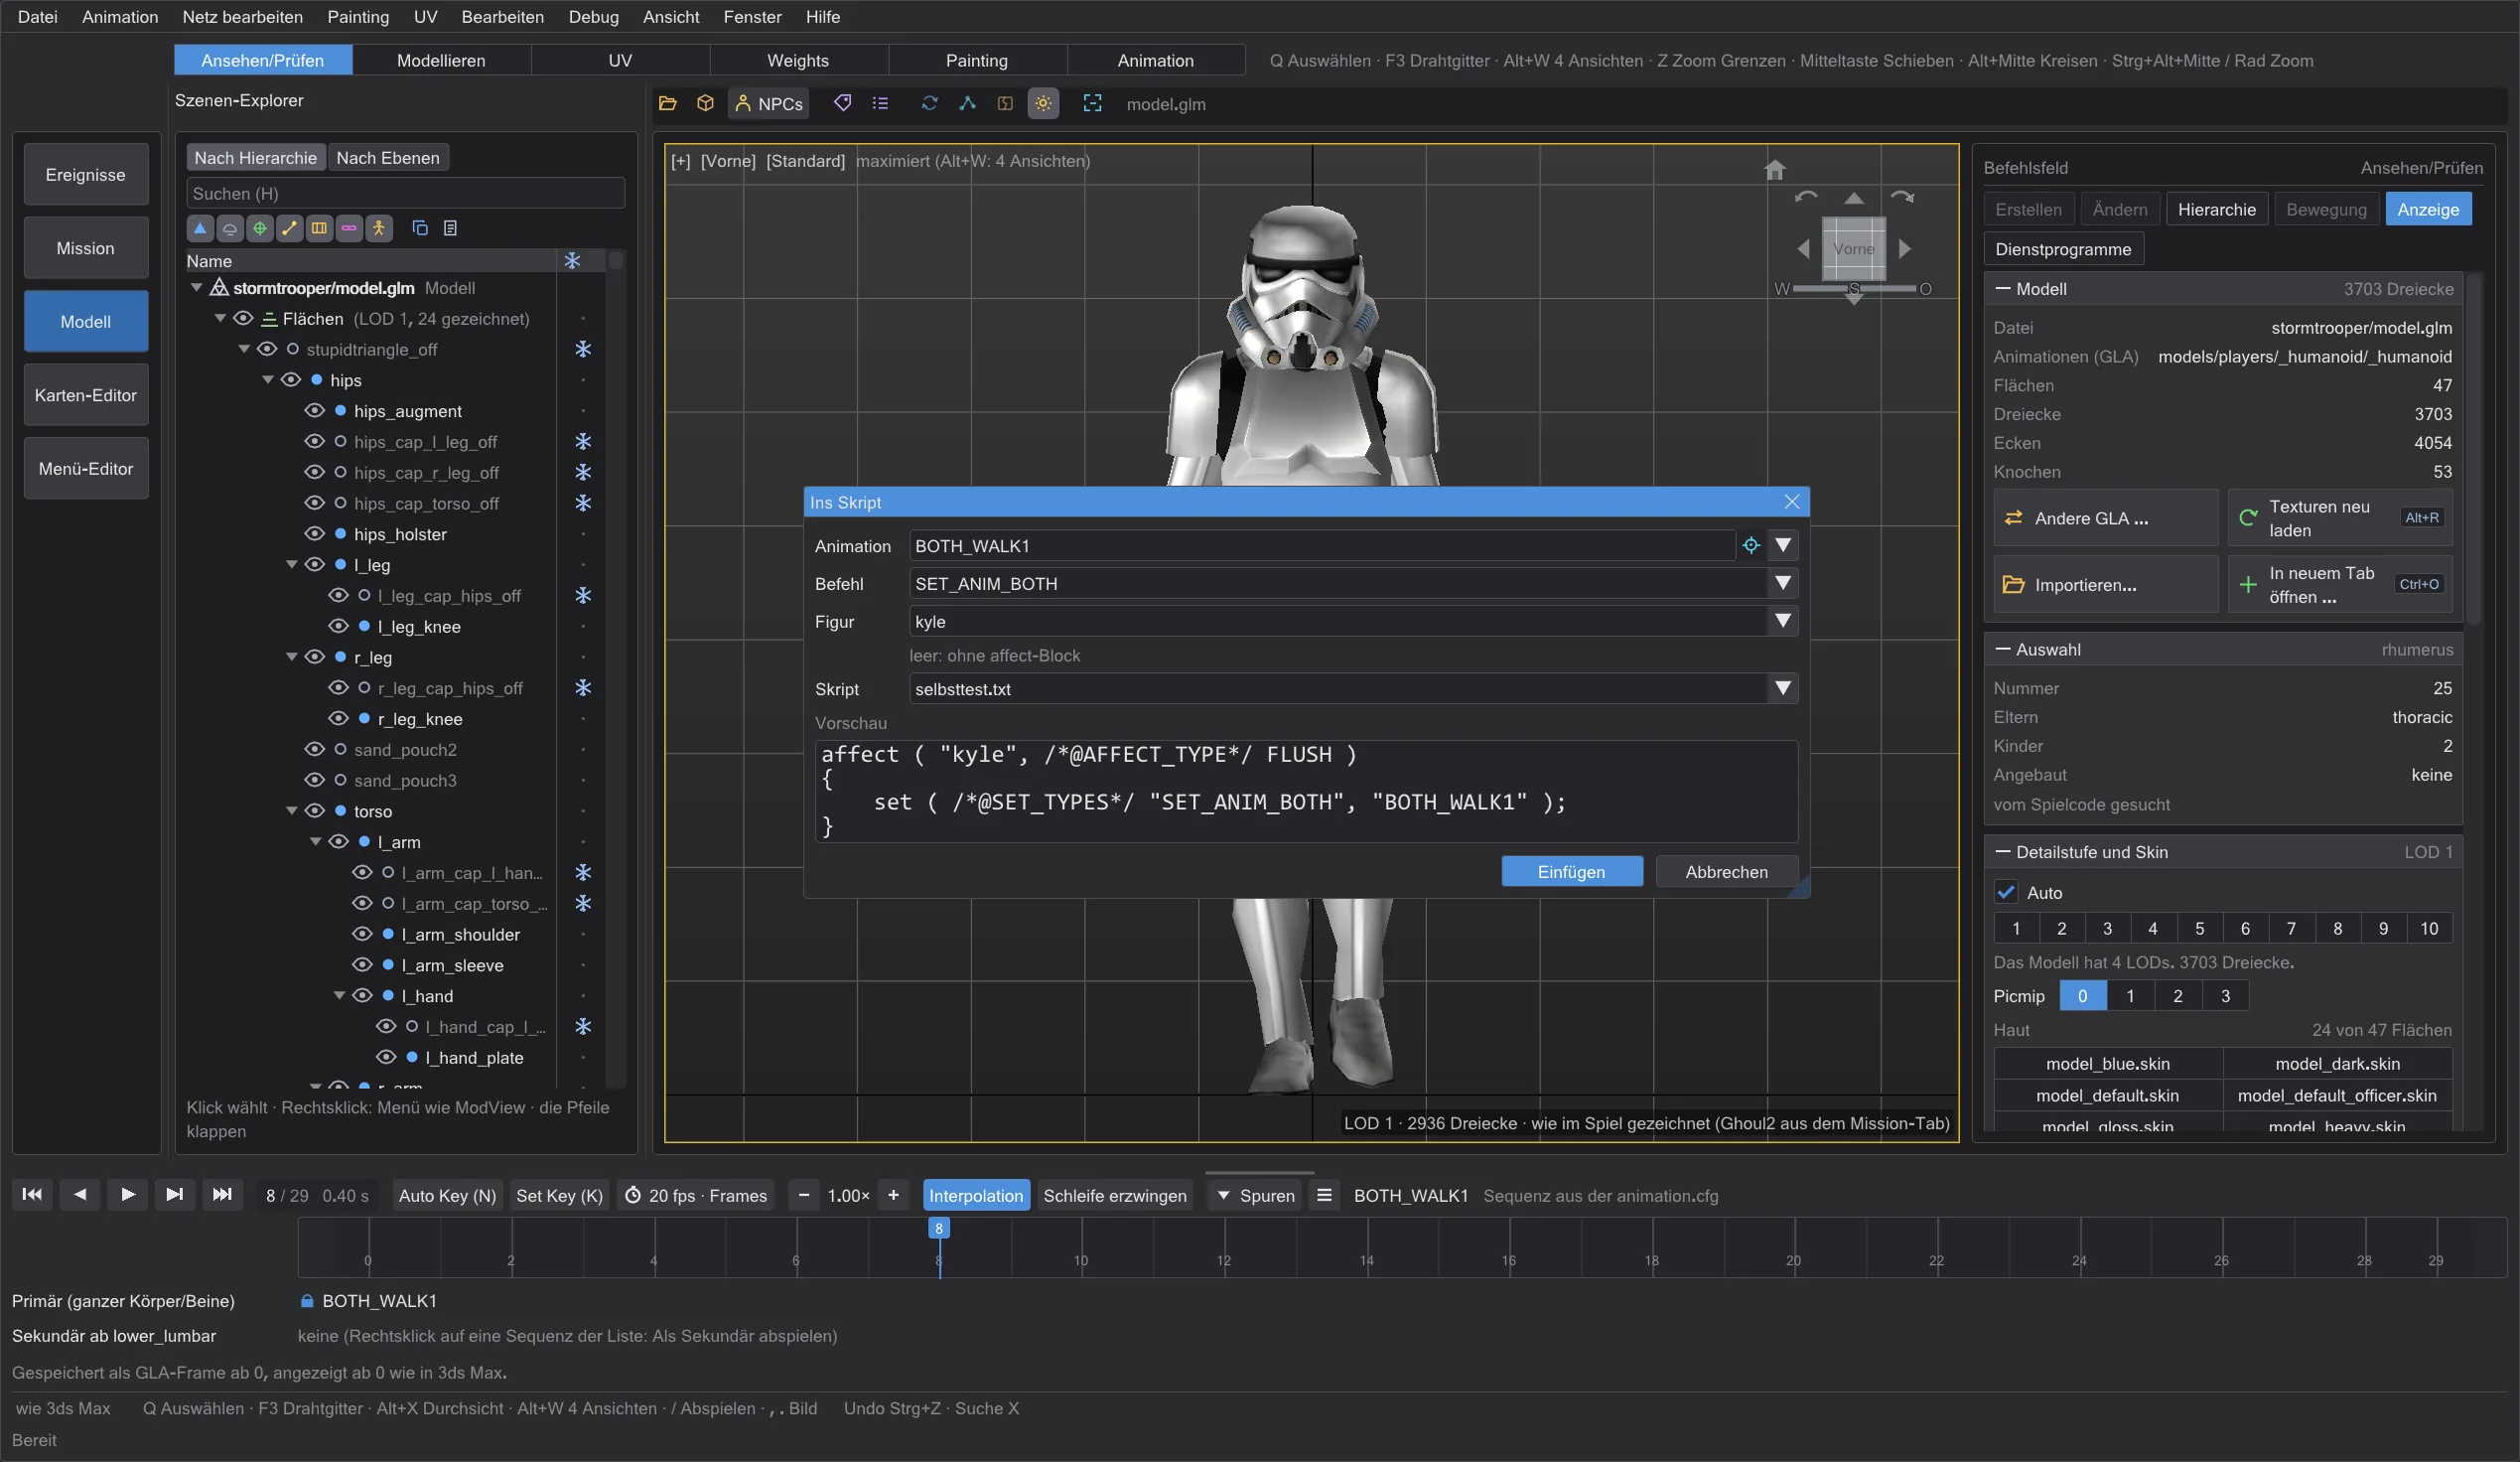 Datei Animation Netz bearbeiten Painting UV Bearbeiten Debug Ansicht Fenster Hilfe
Ansehen/Prüfen Modellieren UV Weights Painting Animation Q Auswählen · F3 Drahtgitter · Alt+W 4 Ansichten · Z Zoom Grenzen · Mitteltaste Schieben · Alt+Mitte Kreisen · Strg+Alt+Mitte / Rad Zoom
Szenen-Explorer
NPCs model.glm
Ereignisse
Mission
Modell
Karten-Editor
Menü-Editor
Nach Hierarchie Nach Ebenen
Suchen (H)
Name
stormtrooper/model.glm Modell
Flächen (LOD 1, 24 gezeichnet)
stupidtriangle_off
hips
hips_augment
hips_cap_l_leg_off
hips_cap_r_leg_off
hips_cap_torso_off
hips_holster
l_leg
l_leg_cap_hips_off
l_leg_knee
r_leg
r_leg_cap_hips_off
r_leg_knee
sand_pouch2
sand_pouch3
torso
l_arm
l_arm_cap_l_han...
l_arm_cap_torso_...
l_arm_shoulder
l_arm_sleeve
l_hand
l_hand_cap_l_...
l_hand_plate
r_arm
Klick wählt · Rechtsklick: Menü wie ModView · die Pfeile
klappen
[+] [Vorne] [Standard] maximiert (Alt+W: 4 Ansichten)
Vorne
W S O
Ins Skript
Animation BOTH_WALK1
Befehl SET_ANIM_BOTH
Figur kyle
leer: ohne affect-Block
Skript selbsttest.txt
Vorschau
affect ( "kyle", /*@AFFECT_TYPE*/ FLUSH )
{
set ( /*@SET_TYPES*/ "SET_ANIM_BOTH", "BOTH_WALK1" );
}
Einfügen Abbrechen
LOD 1 · 2936 Dreiecke · wie im Spiel gezeichnet (Ghoul2 aus dem Mission-Tab)
Befehlsfeld Ansehen/Prüfen
Erstellen Ändern Hierarchie Bewegung Anzeige
Dienstprogramme
Modell 3703 Dreiecke
Datei stormtrooper/model.glm
Animationen (GLA) models/players/_humanoid/_humanoid
Flächen 47
Dreiecke 3703
Ecken 4054
Knochen 53
Andere GLA ...
Texturen neu
laden
Alt+R
Importieren...
In neuem Tab
öffnen ...
Ctrl+O
Auswahl rhumerus
Nummer 25
Eltern thoracic
Kinder 2
Angebaut keine
vom Spielcode gesucht
Detailstufe und Skin LOD 1
Auto
1 2 3 4 5 6 7 8 9 10
Das Modell hat 4 LODs. 3703 Dreiecke.
Picmip 0 1 2 3
Haut 24 von 47 Flächen
model_blue.skin model_dark.skin
model_default.skin model_default_officer.skin
model_gloss.skin model_heavy.skin
8 / 29 0.40 s Auto Key (N) Set Key (K) 20 fps · Frames − 1.00× + Interpolation Schleife erzwingen Spuren BOTH_WALK1 Sequenz aus der animation.cfg
8
0 2 4 6 8 10 12 14 16 18 20 22 24 26 28 29
Primär (ganzer Körper/Beine) BOTH_WALK1
Sekundär ab lower_lumbar keine (Rechtsklick auf eine Sequenz der Liste: Als Sekundär abspielen)
Gespeichert als GLA-Frame ab 0, angezeigt ab 0 wie in 3ds Max.
wie 3ds Max Q Auswählen · F3 Drahtgitter · Alt+X Durchsicht · Alt+W 4 Ansichten · / Abspielen · , . Bild Undo Strg+Z · Suche X
Bereit